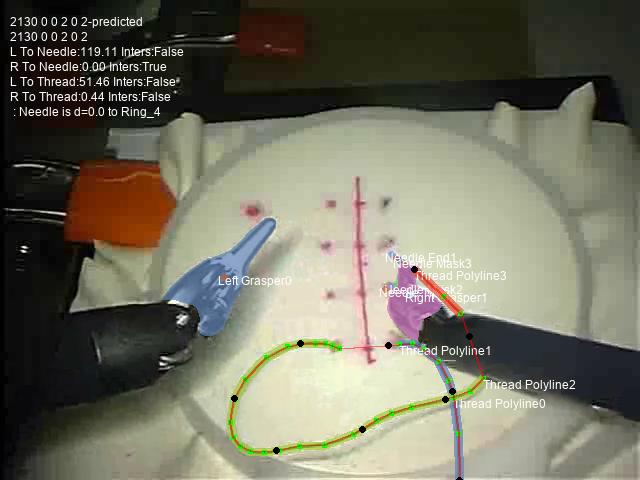 2130 0 0 2 0 2-predicted
2130 0 0 2 0 2
L To Needle:119.11 Inters:False
R To Needle:0.00 Inters:True
L To Thread:51.46 Inters:False
R To Thread:0.44 Inters:False
: Needle is d=0.0 to Ring_4
Needle End1
Needle Mask3
Thread Polyline3
Left Grasper0
Right Grasper1
Thread Polyline1
Thread Polyline2
Thread Polyline0